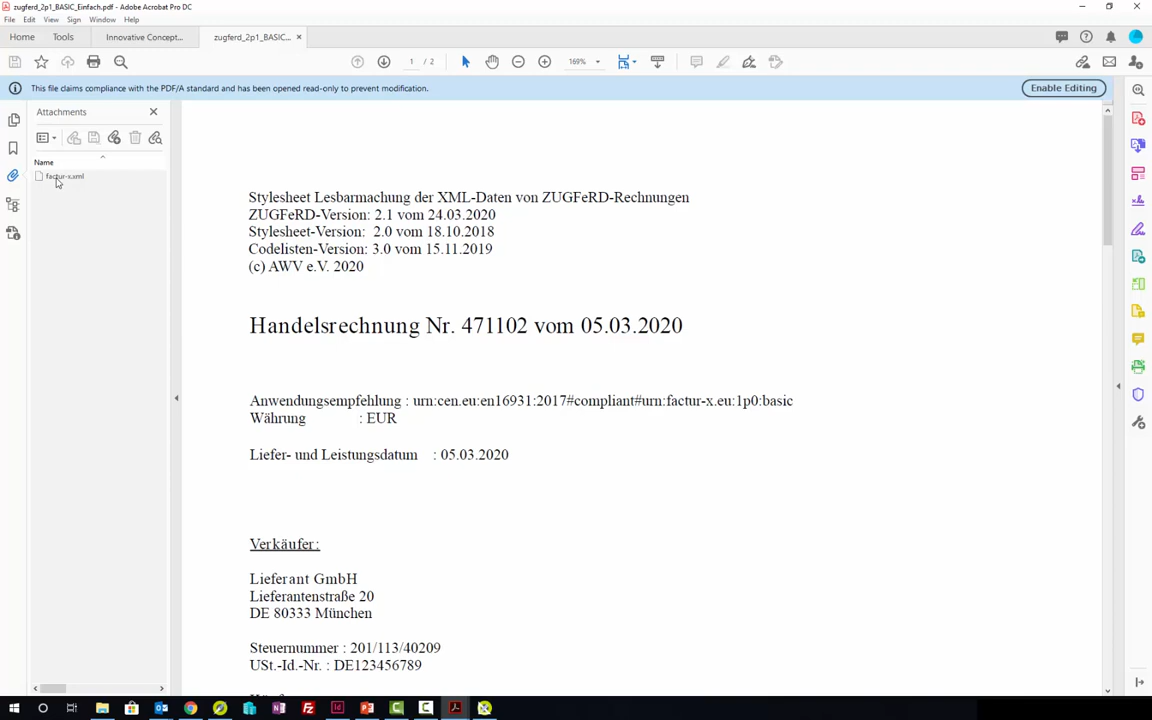 zugferd_2p1_BASIC_Einfach.pdf - Adobe Acrobat Pro DC
File Edit View Sign Window Help
Home Tools Innovative Concept... zugferd_2p1_BASIC...
1 / 2 169%
This file claims compliance with the PDF/A standard and has been opened read-only to prevent modification. Enable Editing
Attachments
Name
factur-x.xml
Stylesheet Lesbarmachung der XML-Daten von ZUGFeRD-Rechnungen
ZUGFeRD-Version: 2.1 vom 24.03.2020
Stylesheet-Version: 2.0 vom 18.10.2018
Codelisten-Version: 3.0 vom 15.11.2019
(c) AWV e.V. 2020
Handelsrechnung Nr. 471102 vom 05.03.2020
Anwendungsempfehlung : urn:cen.eu:en16931:2017#compliant#urn:factur-x.eu:1p0:basic
Währung : EUR
Liefer- und Leistungsdatum : 05.03.2020
Verkäufer:
Lieferant GmbH
Lieferantenstraße 20
DE 80333 München
Steuernummer : 201/113/40209
USt.-Id.-Nr. : DE123456789